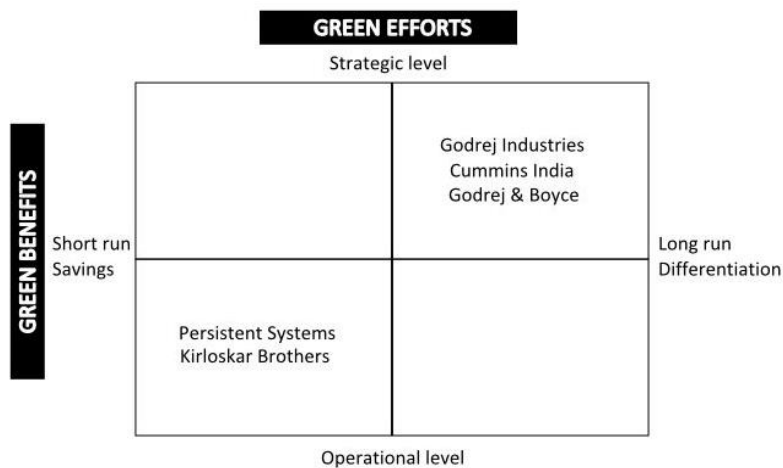 GREEN EFFORTS
Strategic level
GREEN BENEFITS
Godrej Industries
Cummins India
Godrej & Boyce
Short run
Savings
Long run
Differentiation
Persistent Systems
Kirloskar Brothers
Operational level